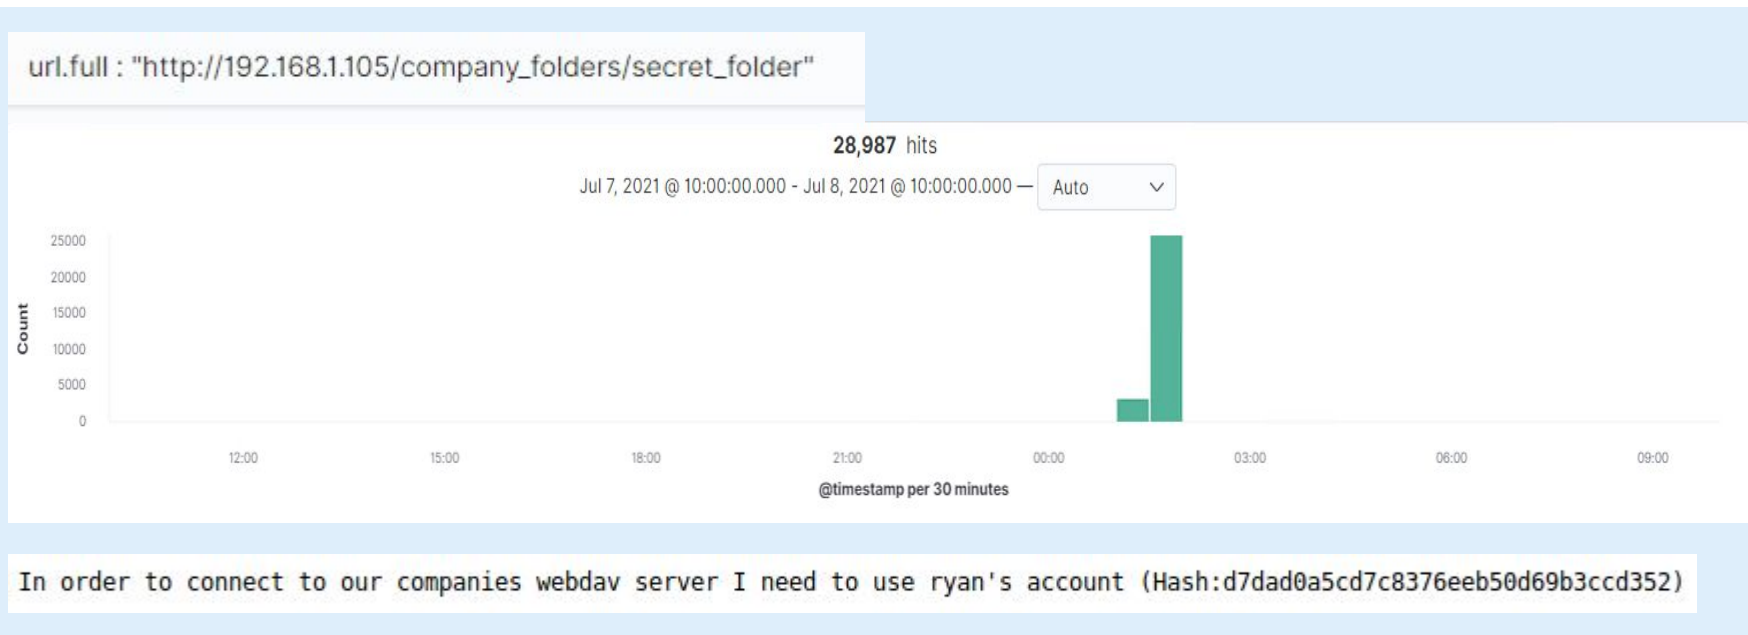 url.full : "http://192.168.1.105/company_folders/secret_folder"
28,987 hits
Jul 7, 2021 @ 10:00:00.000 - Jul 8, 2021 @ 10:00:00.000 — Auto
25000
20000
15000
10000
5000
0
Count
12:00 15:00 18:00 21:00 00:00 03:00 06:00 09:00
@timestamp per 30 minutes
In order to connect to our companies webdav server I need to use ryan's account (Hash:d7dad0a5cd7c8376eeb50d69b3ccd352)